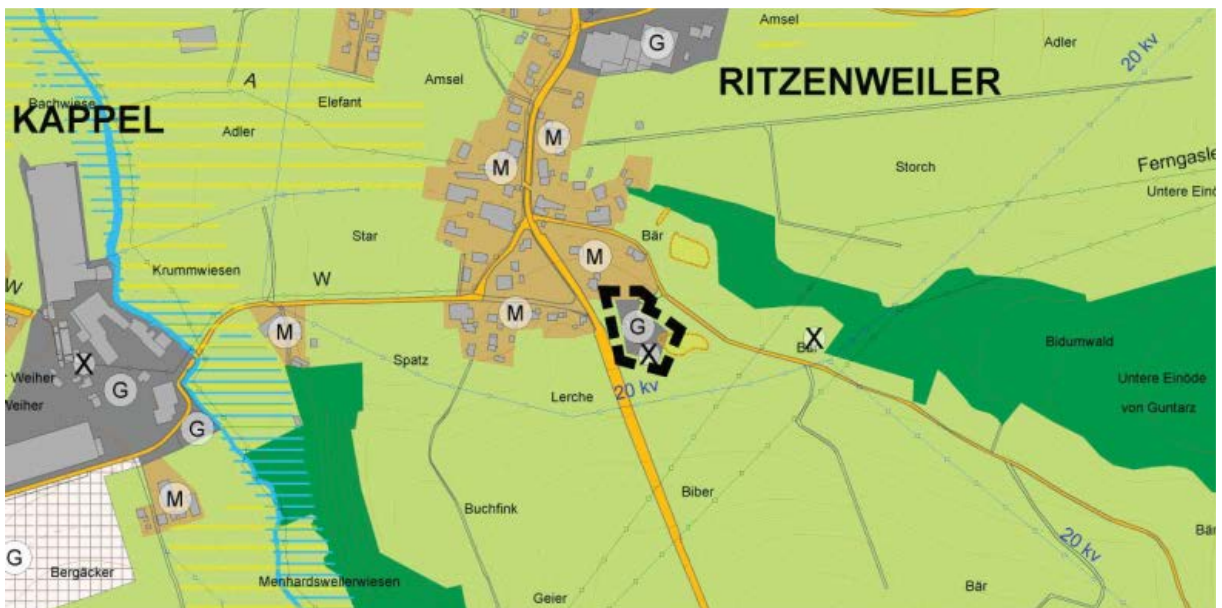 Amsel
G
Adler
20 kv
RITZENWEILER
A
Amsel
Bachwiese
Elefant
KAPPEL
Adler
M
M
Storch
Ferngasle
Untere Einö
Star
Bär
M
Krummwiesen
W
W
M
G
M
X
X
Bidumwald
Spatz
X
G
r Weiher
Weiher
20 kv
Lerche
Untere Einöde
von Guntarz
G
M
Biber
Buchfink
20 kv
Bär
G
Bergäcker
Menhardsweilerwiesen
Bär
Geier